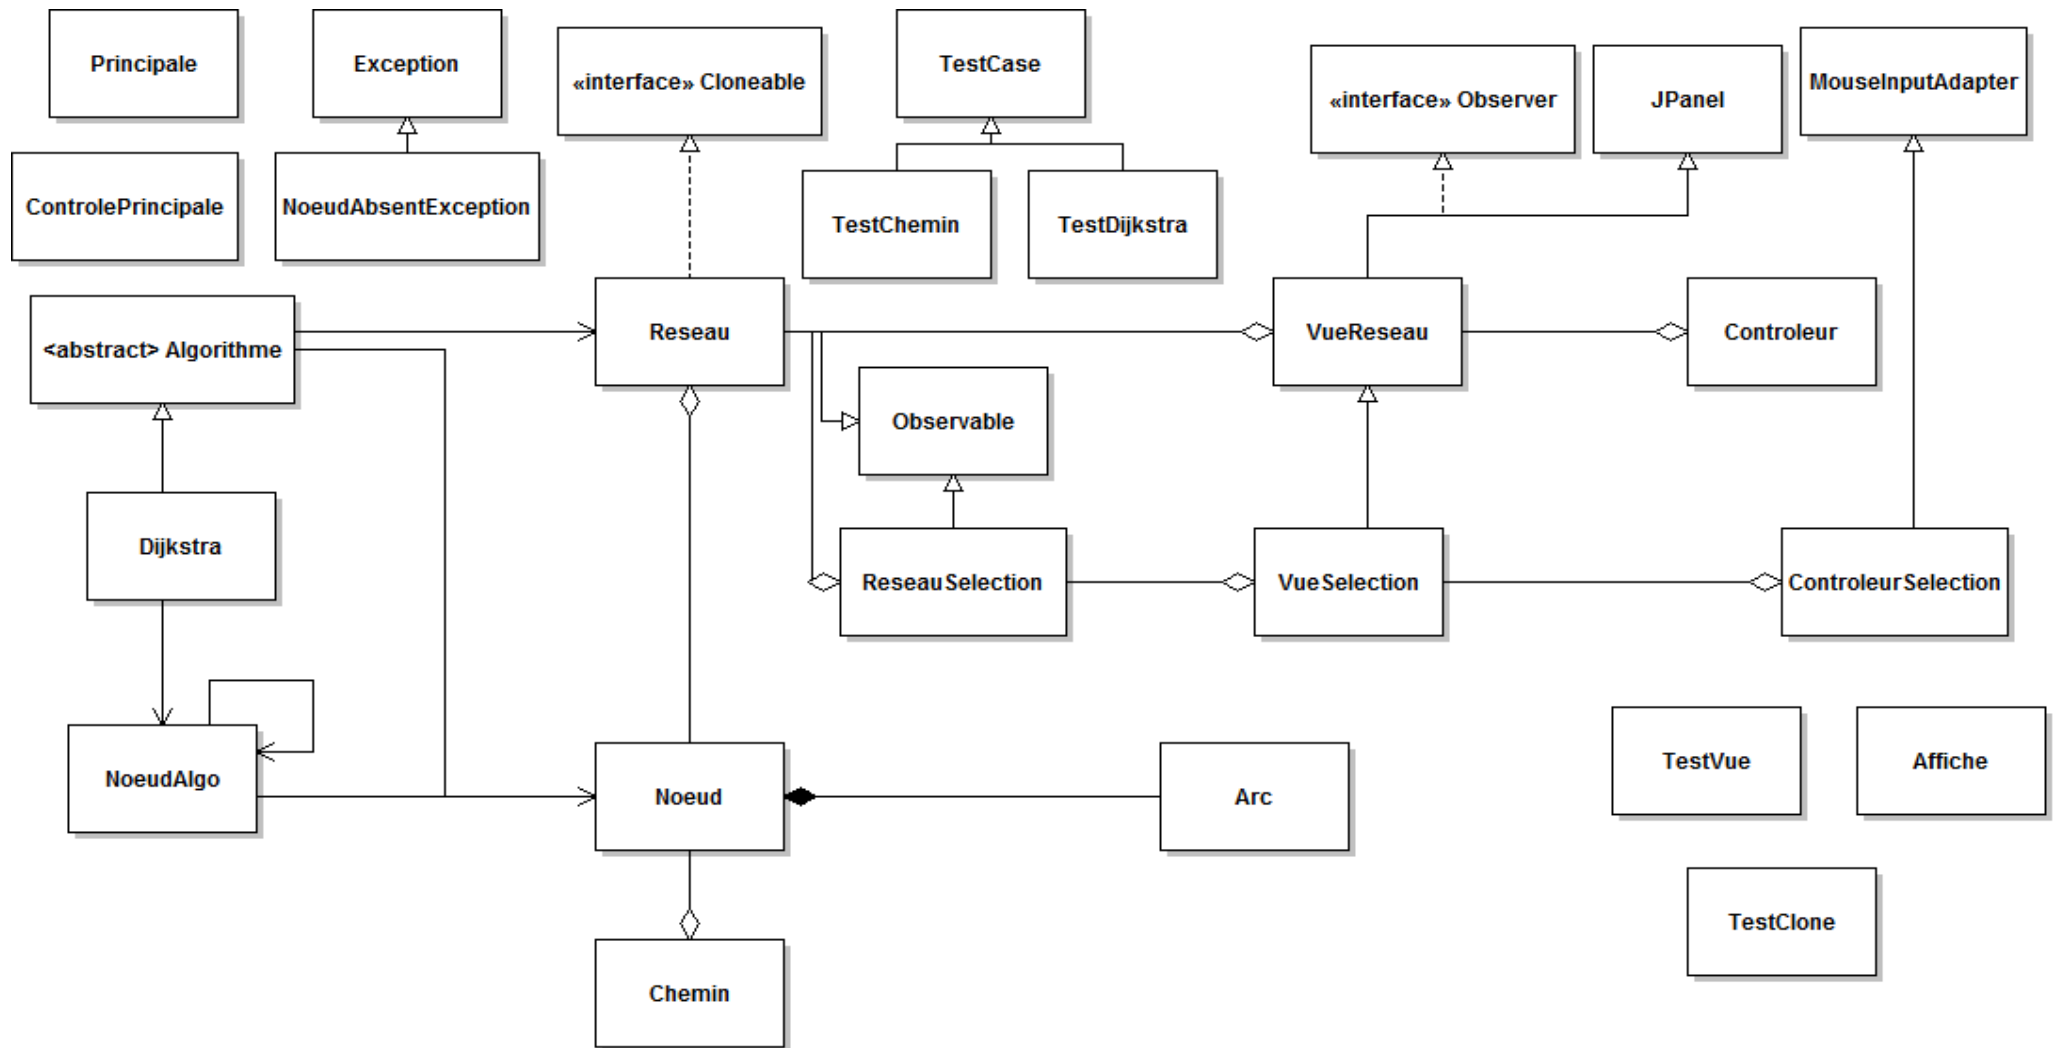 Principale
Exception
«interface» Cloneable
TestCase
«interface» Observer
JPanel
MouseInputAdapter
ControlePrincipale
NoeudAbsentException
TestChemin
TestDijkstra
<abstract> Algorithme
Reseau
VueReseau
Controleur
Observable
Dijkstra
ReseauSelection
VueSelection
ControleurSelection
NoeudAlgo
Noeud
Arc
TestVue
Affiche
TestClone
Chemin